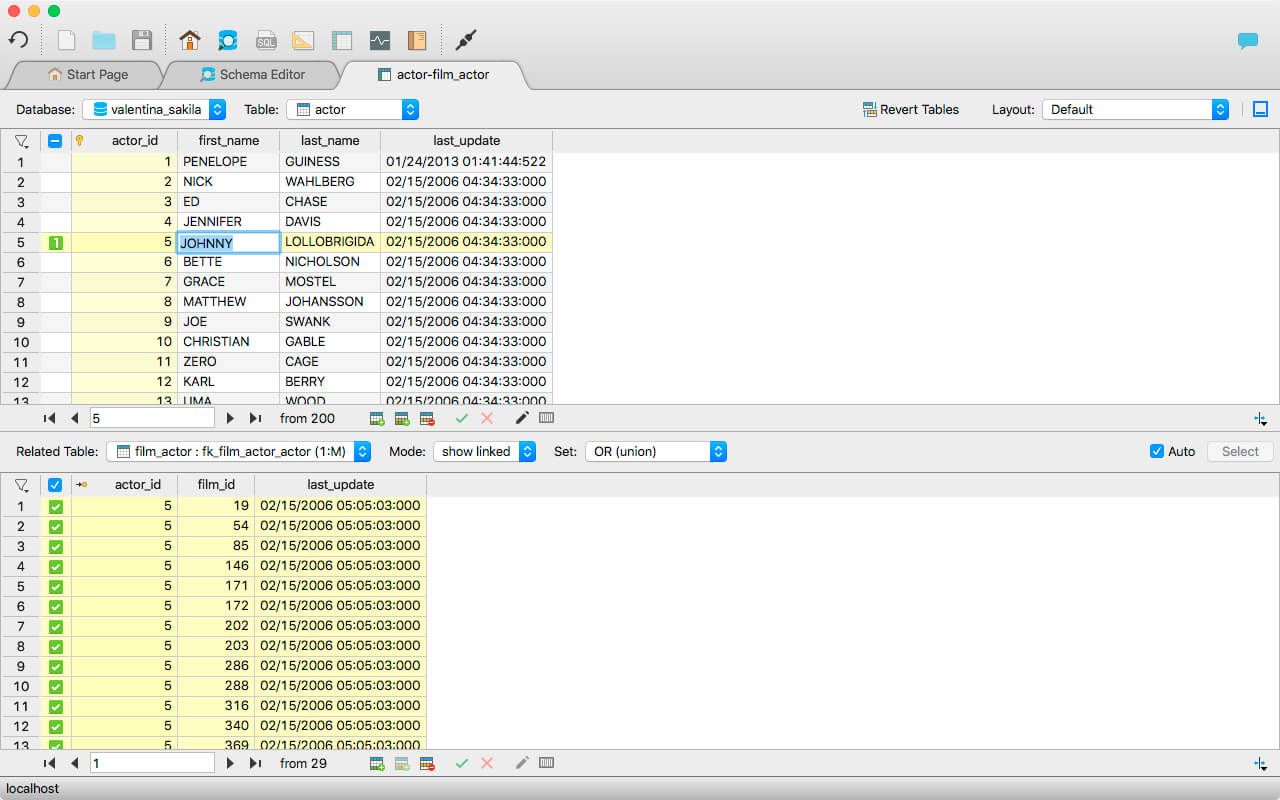 SQL
Start Page Schema Editor actor-film_actor
Database: valentina_sakila Table: actor Revert Tables Layout: Default
actor_id first_name last_name last_update
1 1 PENELOPE GUINESS 01/24/2013 01:41:44:522
2 2 NICK WAHLBERG 02/15/2006 04:34:33:000
3 3 ED CHASE 02/15/2006 04:34:33:000
4 4 JENNIFER DAVIS 02/15/2006 04:34:33:000
5 1 5 JOHNNY LOLLOBRIGIDA 02/15/2006 04:34:33:000
6 6 BETTE NICHOLSON 02/15/2006 04:34:33:000
7 7 GRACE MOSTEL 02/15/2006 04:34:33:000
8 8 MATTHEW JOHANSSON 02/15/2006 04:34:33:000
9 9 JOE SWANK 02/15/2006 04:34:33:000
10 10 CHRISTIAN GABLE 02/15/2006 04:34:33:000
11 11 ZERO CAGE 02/15/2006 04:34:33:000
12 12 KARL BERRY 02/15/2006 04:34:33:000
13 13 UMA WOOD 02/15/2006 04:34:33:000
5 from 200
Related Table: film_actor : fk_film_actor_actor (1:M) Mode: show linked Set: OR (union) Auto Select
actor_id film_id last_update
1 5 19 02/15/2006 05:05:03:000
2 5 54 02/15/2006 05:05:03:000
3 5 85 02/15/2006 05:05:03:000
4 5 146 02/15/2006 05:05:03:000
5 5 171 02/15/2006 05:05:03:000
6 5 172 02/15/2006 05:05:03:000
7 5 202 02/15/2006 05:05:03:000
8 5 203 02/15/2006 05:05:03:000
9 5 286 02/15/2006 05:05:03:000
10 5 288 02/15/2006 05:05:03:000
11 5 316 02/15/2006 05:05:03:000
12 5 340 02/15/2006 05:05:03:000
13 5 369 02/15/2006 05:05:03:000
1 from 29
localhost